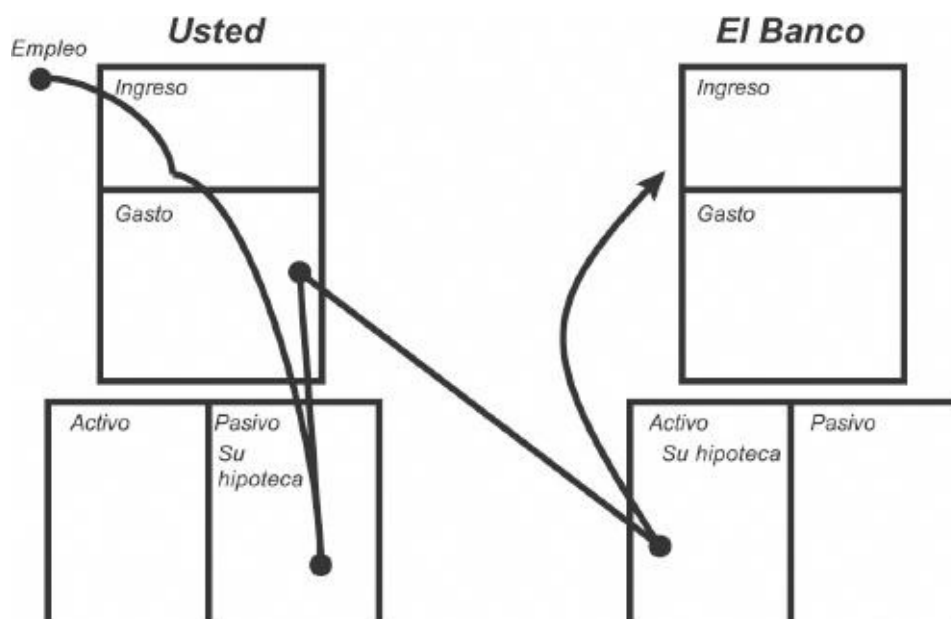 Usted
El Banco
Empleo
Ingreso
Ingreso
Gasto
Gasto
Activo
Pasivo
Su
hipoteca
Activo
Pasivo
Su hipoteca